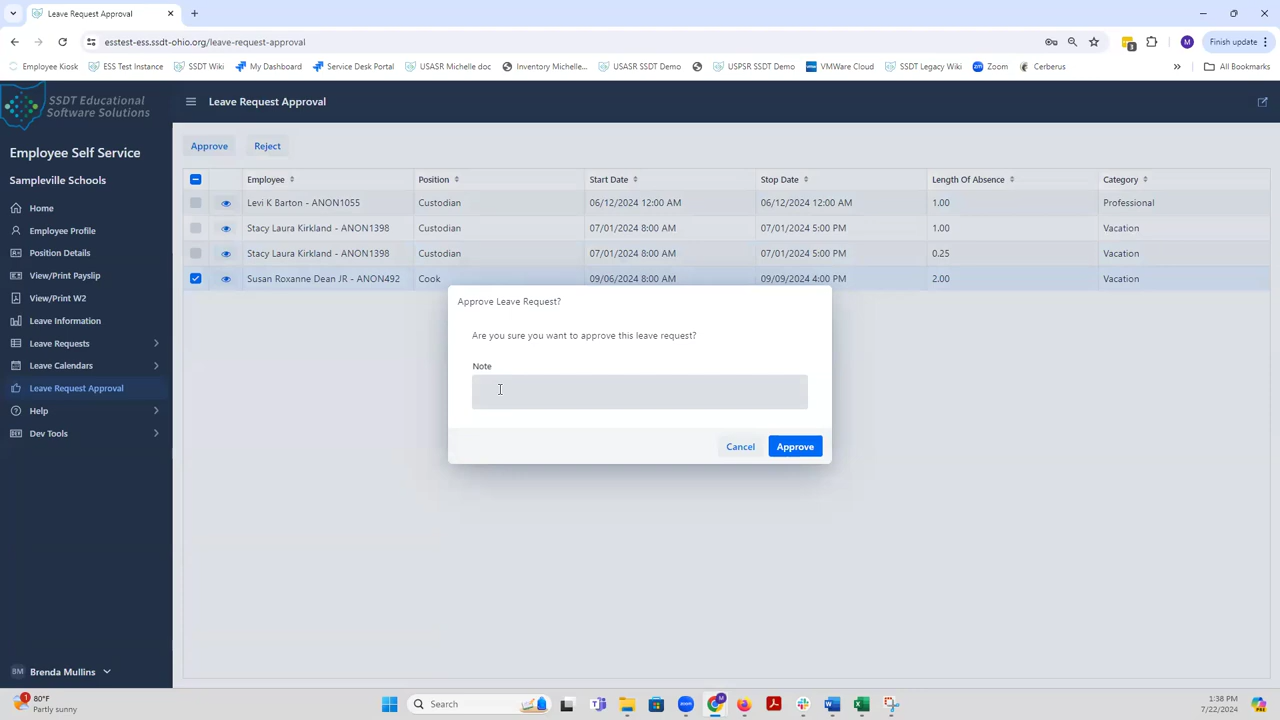 Leave Request Approval
esstest-ess.ssdt-ohio.org/leave-request-approval
M
Finish update
Employee Kiosk
ESS Test Instance
SSDT Wiki
My Dashboard
Service Desk Portal
USASR Michelle doc
Inventory Michelle...
USASR SSDT Demo
USPSR SSDT Demo
VMWare Cloud
SSDT Legacy Wiki
Zoom
Cerberus
All Bookmarks
SSDT Educational
Software Solutions
Leave Request Approval
Employee Self Service
Sampleville Schools
Home
Employee Profile
Position Details
View/Print Payslip
View/Print W2
Leave Information
Leave Requests
Leave Calendars
Leave Request Approval
Help
Dev Tools
BM Brenda Mullins
Approve Reject
Employee Position Start Date Stop Date Length Of Absence Category
Levi K Barton - ANON1055 Custodian 06/12/2024 12:00 AM 06/12/2024 12:00 AM 1.00 Professional
Stacy Laura Kirkland - ANON1398 Custodian 07/01/2024 8:00 AM 07/01/2024 5:00 PM 1.00 Vacation
Stacy Laura Kirkland - ANON1398 Custodian 07/01/2024 8:00 AM 07/01/2024 5:00 PM 0.25 Vacation
Susan Roxanne Dean JR - ANON492 Cook 09/06/2024 8:00 AM 09/09/2024 4:00 PM 2.00 Vacation
Approve Leave Request?
Are you sure you want to approve this leave request?
Note
Cancel Approve
1
80°F
Partly sunny
Search
1:38 PM
7/22/2024